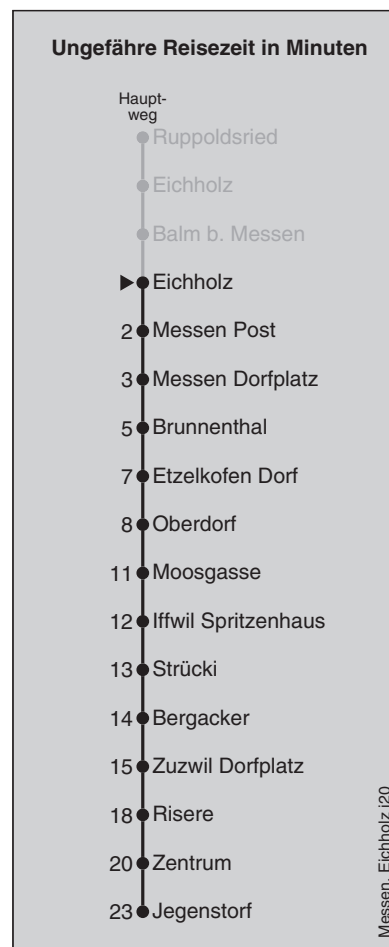 Ungefähre Reisezeit in Minuten
Haupt-
weg
Ruppoldsried
Eichholz
Balm b. Messen
Eichholz
2 Messen Post
3 Messen Dorfplatz
5 Brunnenthal
7 Etzelkofen Dorf
8 Oberdorf
11 Moosgasse
12 Iffwil Spritzenhaus
13 Strücki
14 Bergacker
15 Zuzwil Dorfplatz
18 Risere
20 Zentrum
23 Jegenstorf
Messen, Eichholz j20